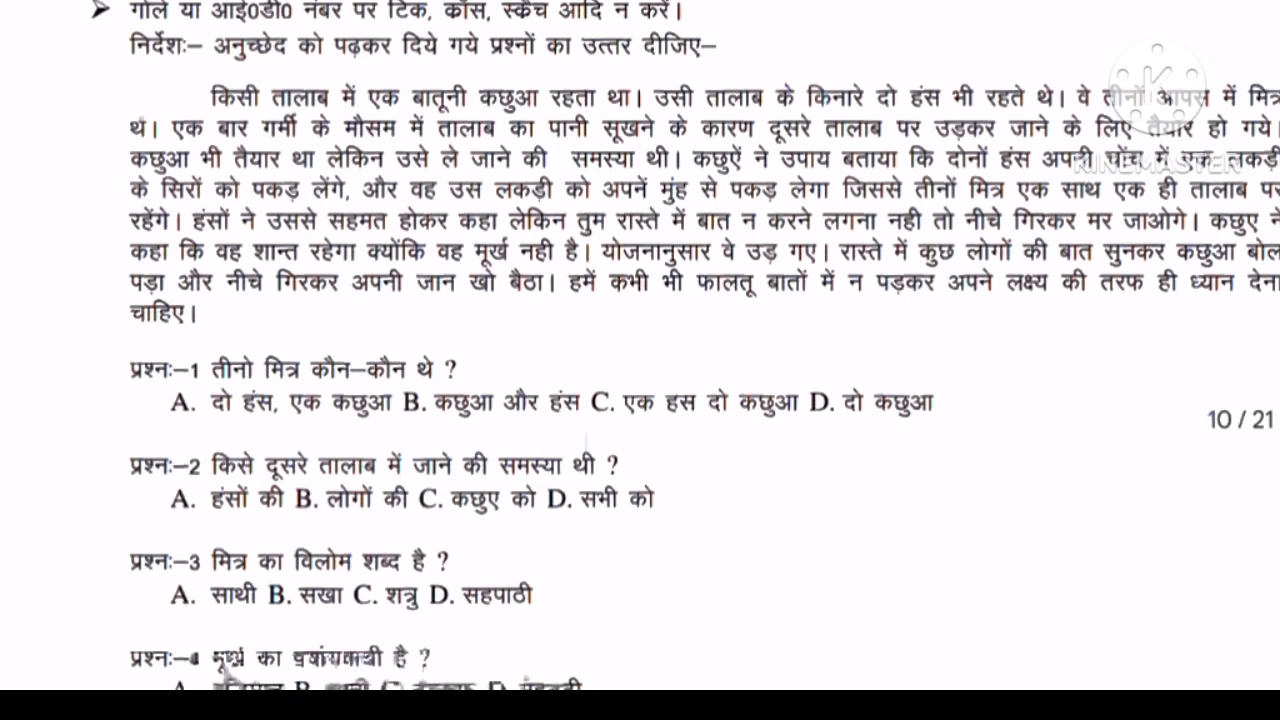 ➤ गोले या आई0डी0 नंबर पर टिक, क्रॉस, स्क्रैच आदि न करें।
निर्देशः– अनुच्छेद को पढ़कर दिये गये प्रश्नों का उत्तर दीजिए–
किसी तालाब में एक बातूनी कछुआ रहता था। उसी तालाब के किनारे दो हंस भी रहते थे। वे तीनों आपस में मित्र
थे। एक बार गर्मी के मौसम में तालाब का पानी सूखने के कारण दूसरे तालाब पर उड़कर जाने के लिए तैयार हो गये।
कछुआ भी तैयार था लेकिन उसे ले जाने की समस्या थी। कछुऐं ने उपाय बताया कि दोनों हंस अपनी चोंच में एक लकड़ी
के सिरों को पकड़ लेंगे, और वह उस लकड़ी को अपनें मुंह से पकड़ लेगा जिससे तीनों मित्र एक साथ एक ही तालाब पर
रहेंगे। हंसों ने उससे सहमत होकर कहा लेकिन तुम रास्ते में बात न करने लगना नही तो नीचे गिरकर मर जाओगे। कछुए ने
कहा कि वह शान्त रहेगा क्योंकि वह मूर्ख नही है। योजनानुसार वे उड़ गए। रास्ते में कुछ लोगों की बात सुनकर कछुआ बोल
पड़ा और नीचे गिरकर अपनी जान खो बैठा। हमें कभी भी फालतू बातों में न पड़कर अपने लक्ष्य की तरफ ही ध्यान देना
चाहिए।
प्रश्नः–1 तीनो मित्र कौन–कौन थे ?
A. दो हंस, एक कछुआ B. कछुआ और हंस C. एक हस दो कछुआ D. दो कछुआ
10 / 21
प्रश्नः–2 किसे दूसरे तालाब में जाने की समस्या थी ?
A. हंसों की B. लोगों की C. कछुए को D. सभी को
प्रश्नः–3 मित्र का विलोम शब्द है ?
A. साथी B. सखा C. शत्रु D. सहपाठी
प्रश्नः–4 मूर्ख का पर्यायवाची है ?
KINEMASTER